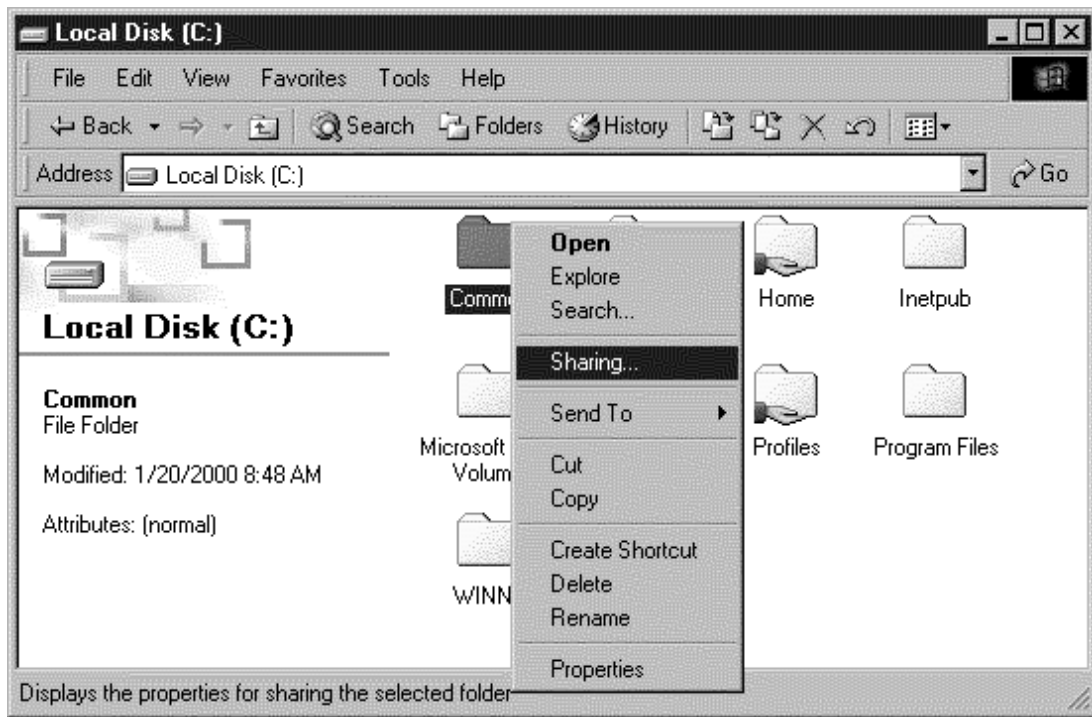 Local Disk (C:)
File Edit View Favorites Tools Help
Back Search Folders History
Address Local Disk (C:) Go
Local Disk (C:)
Common
File Folder
Modified: 1/20/2000 8:48 AM
Attributes: (normal)
Home
Inetpub
Microsoft
Profiles
Program Files
Open
Explore
Search...
Sharing...
Send To
Cut
Copy
Create Shortcut
Delete
Rename
Properties
Displays the properties for sharing the selected folder